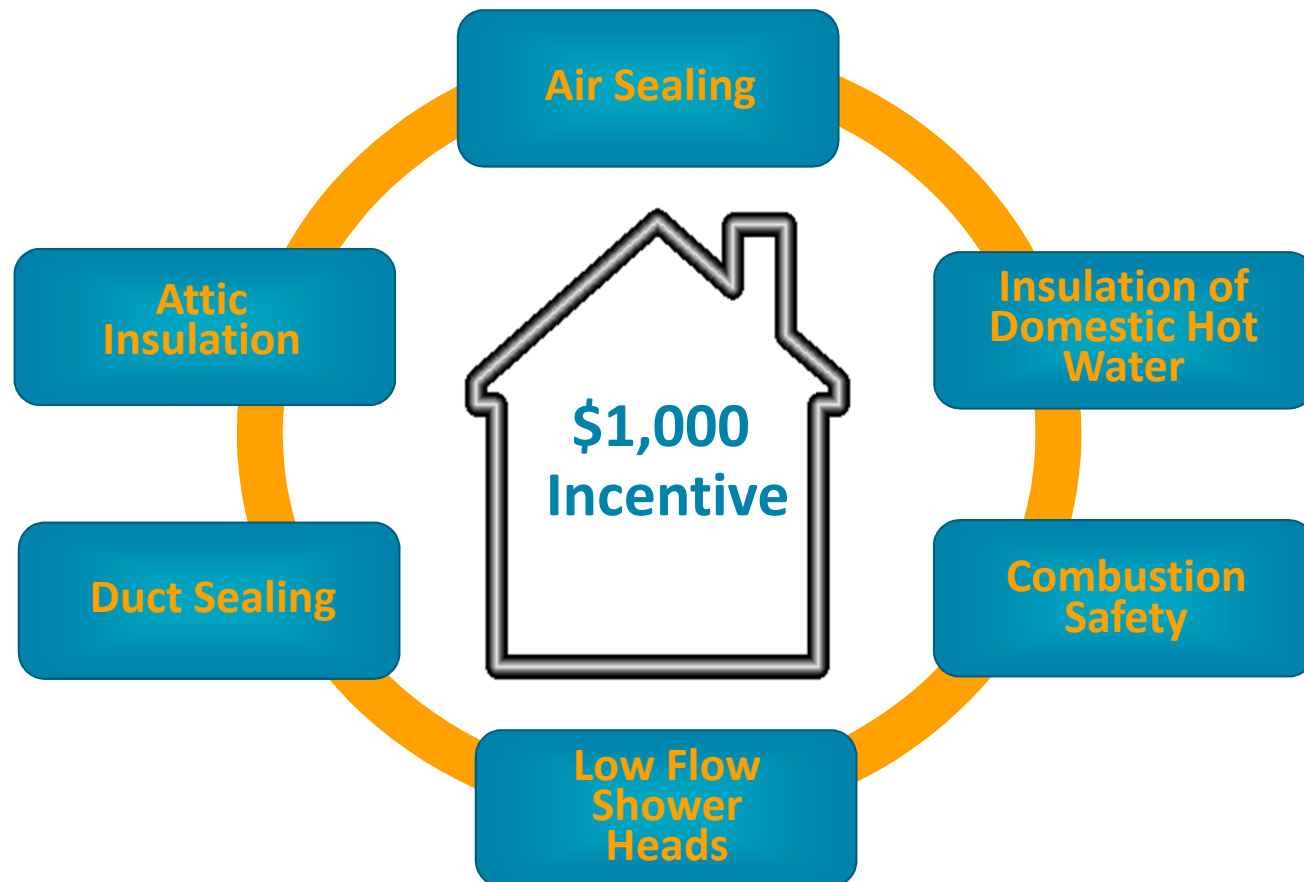 Air Sealing
Attic
Insulation
Insulation of
Domestic Hot
Water
$1,000
Incentive
Duct Sealing
Combustion
Safety
Low Flow
Shower
Heads